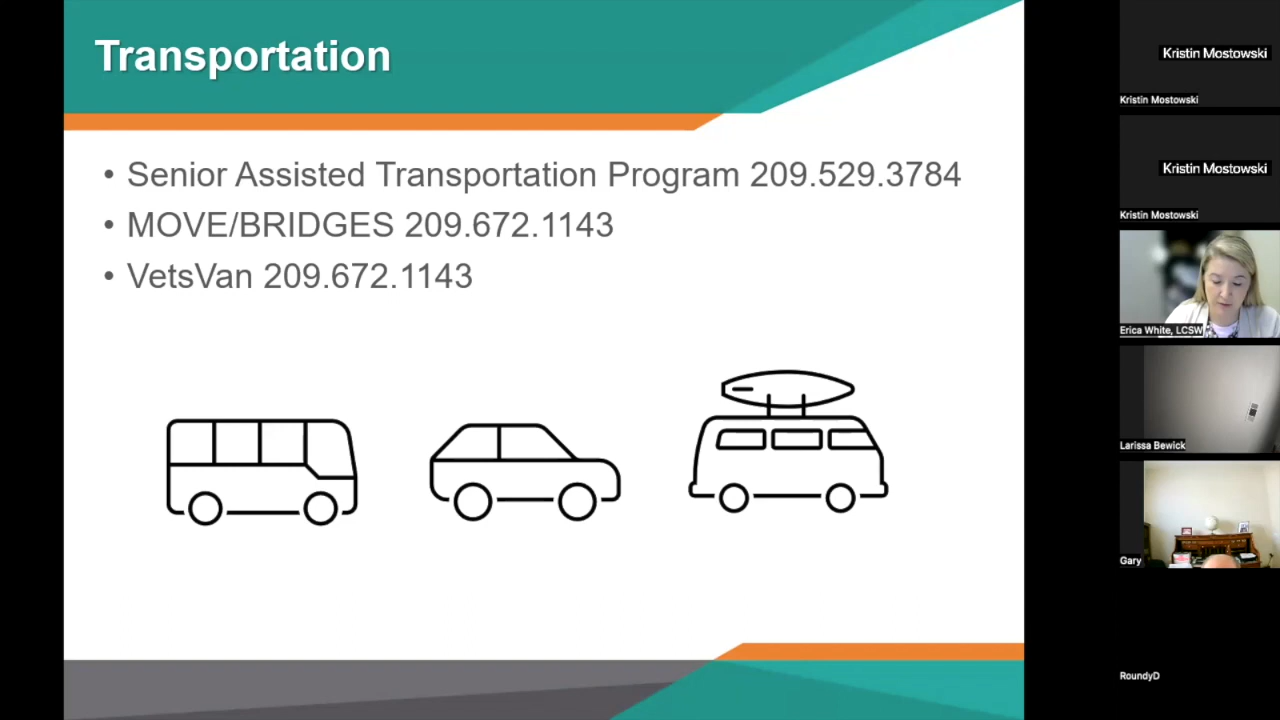 Transportation
• Senior Assisted Transportation Program 209.529.3784
• MOVE/BRIDGES 209.672.1143
• VetsVan 209.672.1143
Kristin Mostowski
Kristin Mostowski
Kristin Mostowski
Kristin Mostowski
Erica White, LCSW
Larissa Bewick
Gary
RoundyD